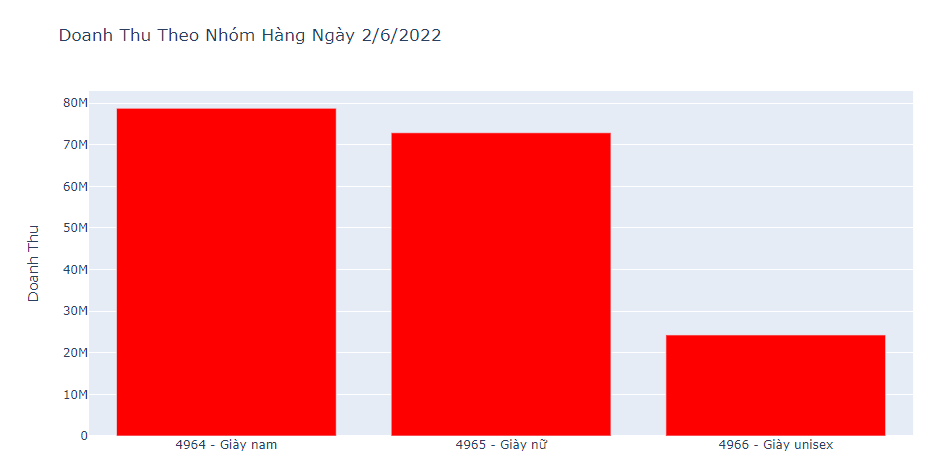 Doanh Thu Theo Nhóm Hàng Ngày 2/6/2022
Doanh Thu
80M
70M
60M
50M
40M
30M
20M
10M
0
4964 - Giày nam
4965 - Giày nữ
4966 - Giày unisex